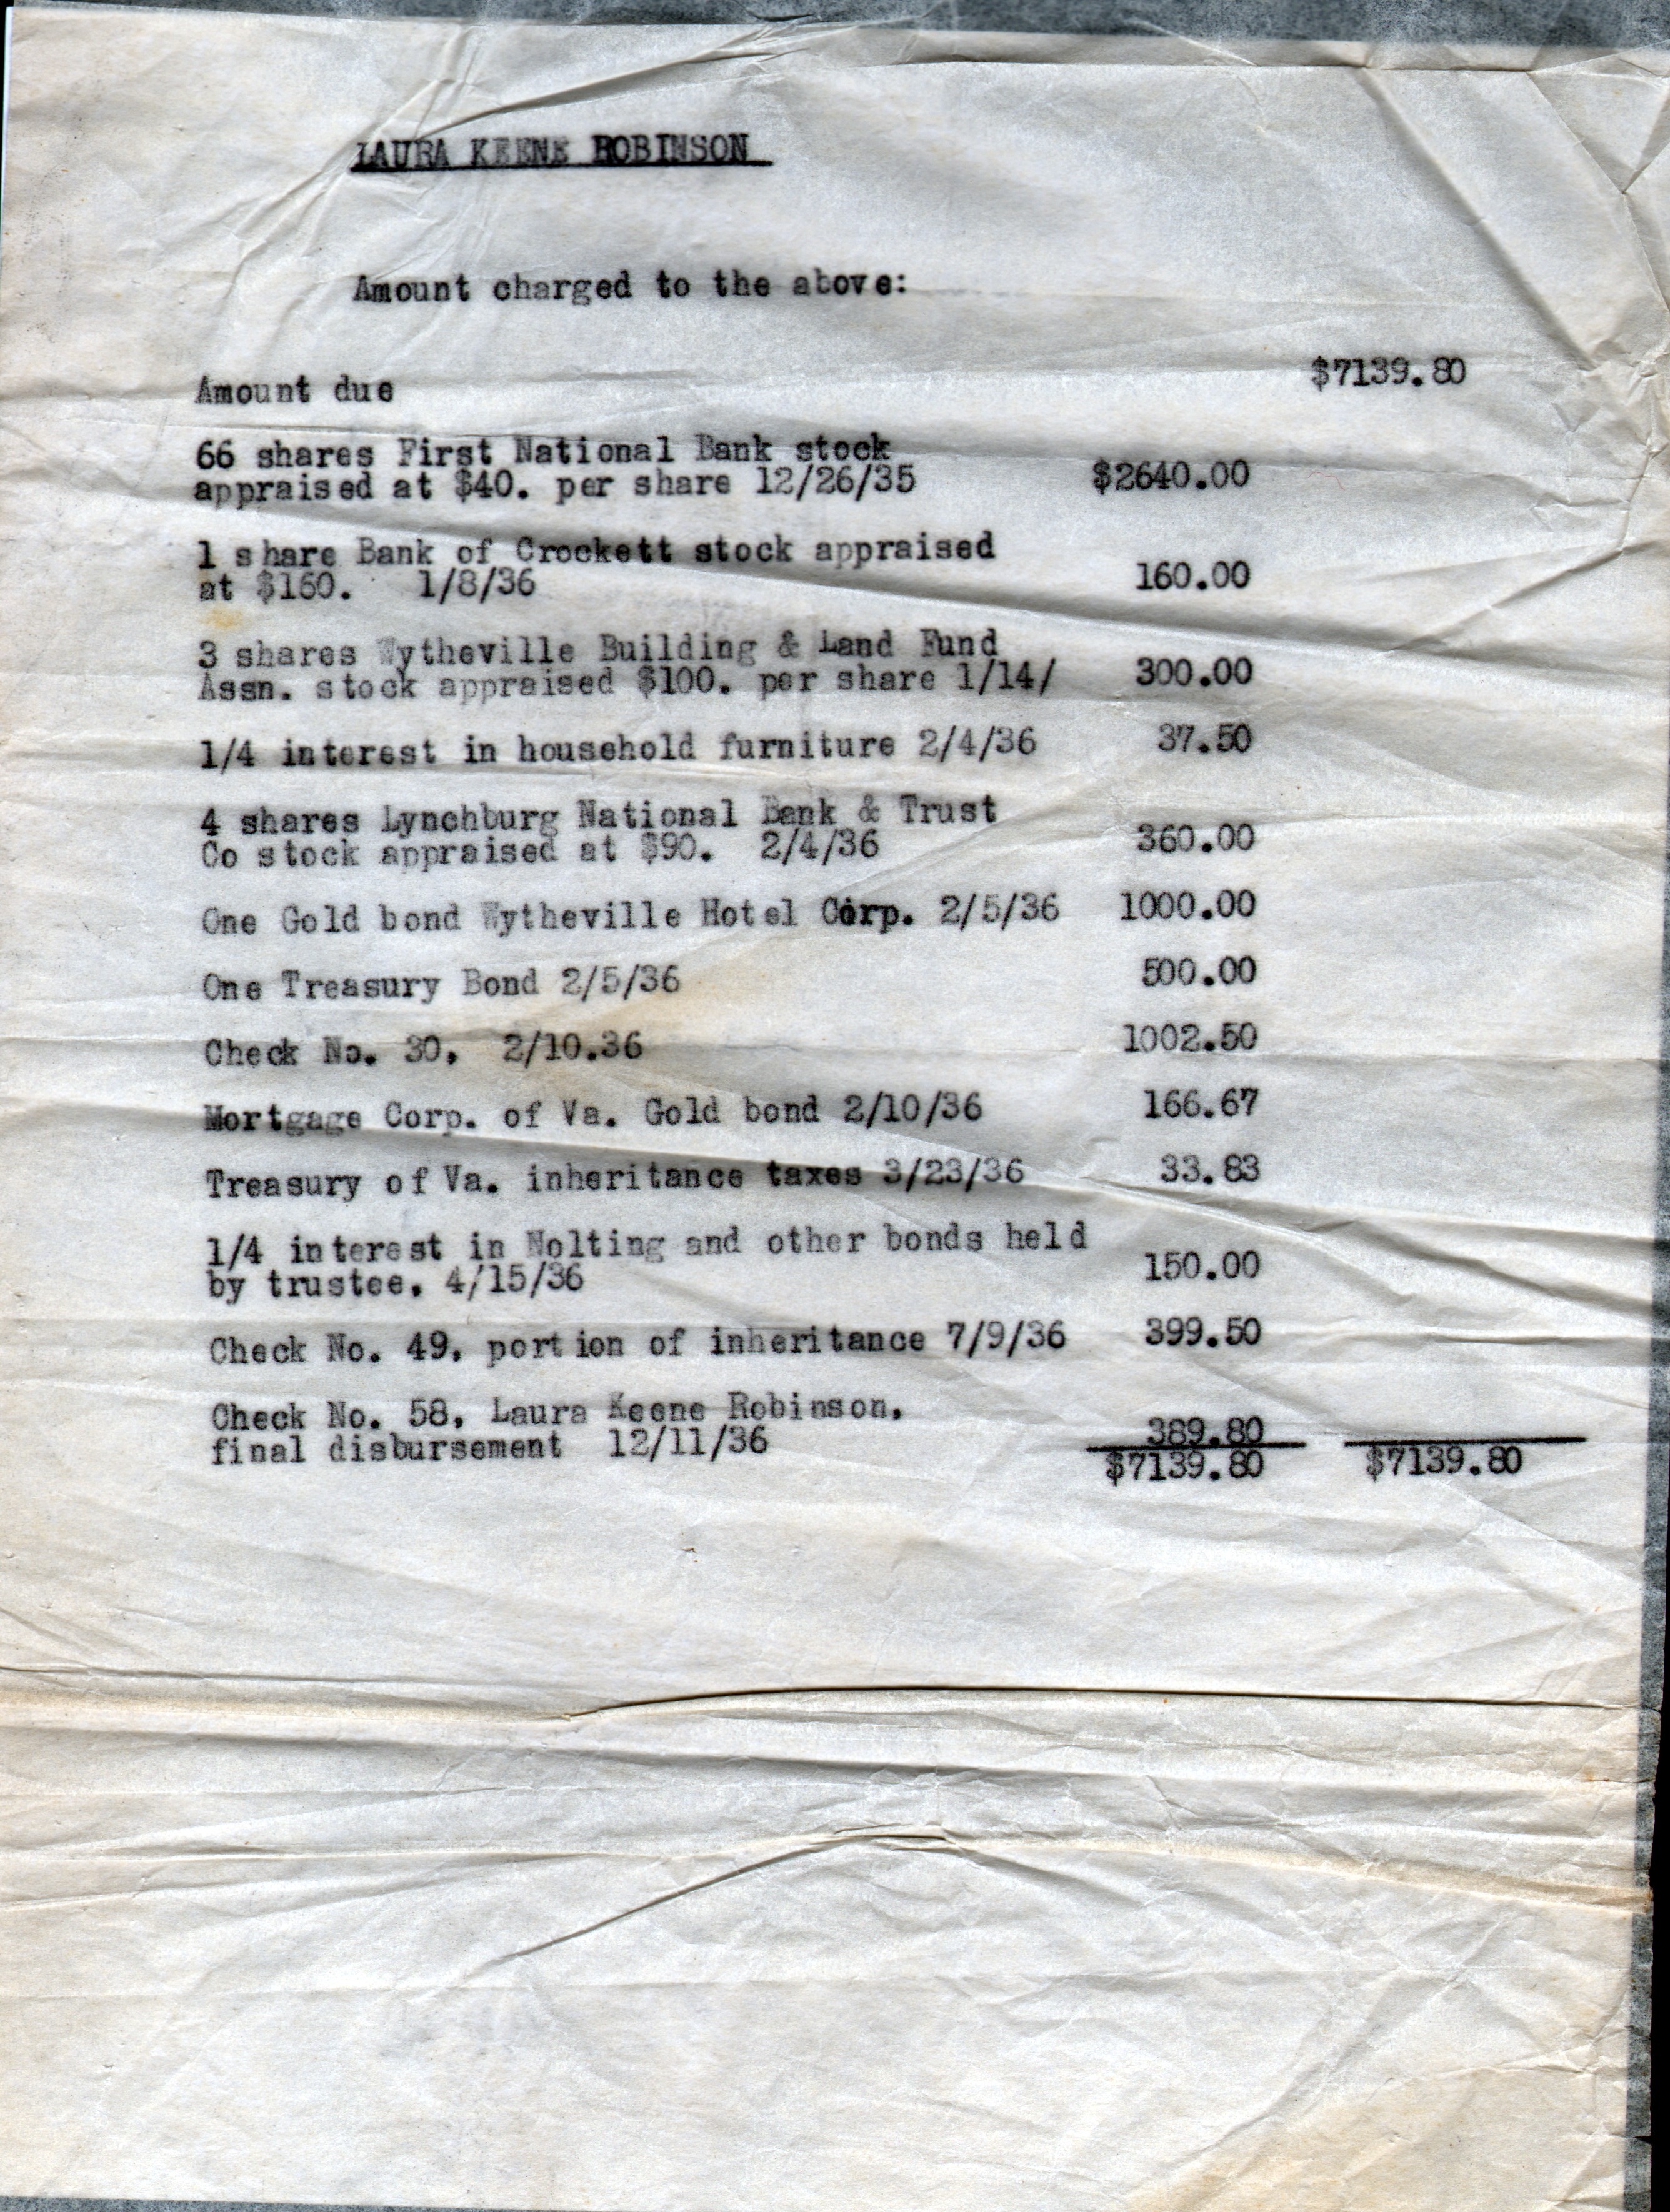 LAURA KEENE ROBINSON
Amount charged to the above:
Amount due $7139.80
66 shares First National Bank stock
appraised at $40. per share 12/26/35 $2640.00
1 share Bank of Crockett stock appraised
at $160. 1/8/36 160.00
3 shares Wytheville Building & Land Fund
Assn. stock appraised $100. per share 1/14/ 300.00
1/4 interest in household furniture 2/4/36 37.50
4 shares Lynchburg National Bank & Trust
Co stock appraised at $90. 2/4/36 360.00
One Gold bond Wytheville Hotel Corp. 2/5/36 1000.00
One Treasury Bond 2/5/36 500.00
Check No. 30, 2/10.36 1002.50
Mortgage Corp. of Va. Gold bond 2/10/36 166.67
Treasury of Va. inheritance taxes 3/23/36 33.83
1/4 interest in Nolting and other bonds held
by trustee, 4/15/36 150.00
Check No. 49, portion of inheritance 7/9/36 399.50
Check No. 58, Laura Keene Robinson,
final disbursement 12/11/36 389.80
$7139.80 $7139.80